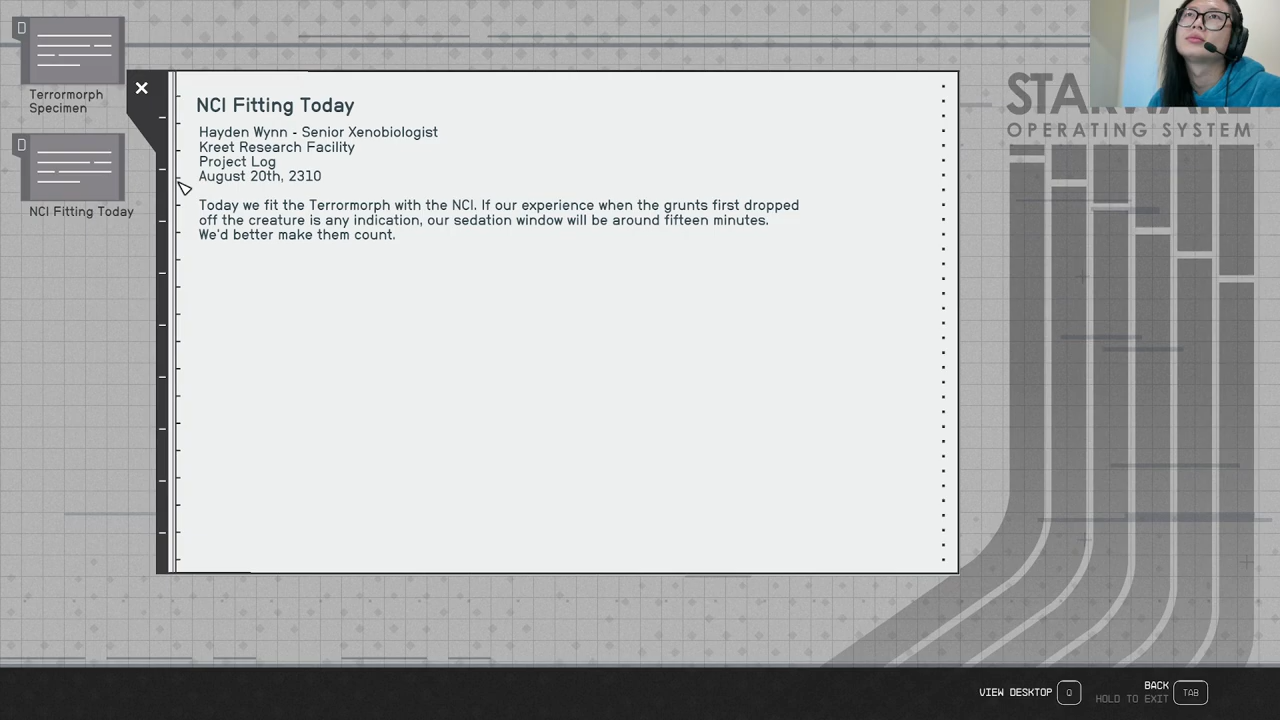 D
Terrormorph
Specimen
D
NCI Fitting Today
NCI Fitting Today
Hayden Wynn - Senior Xenobiologist
Kreet Research Facility
Project Log
August 20th, 2310
Today we fit the Terrormorph with the NCI. If our experience when the grunts first dropped
off the creature is any indication, our sedation window will be around fifteen minutes.
We'd better make them count.
OPERATING SYSTEM
VIEW DESKTOP Q
BACK
HOLD TO EXIT TAB